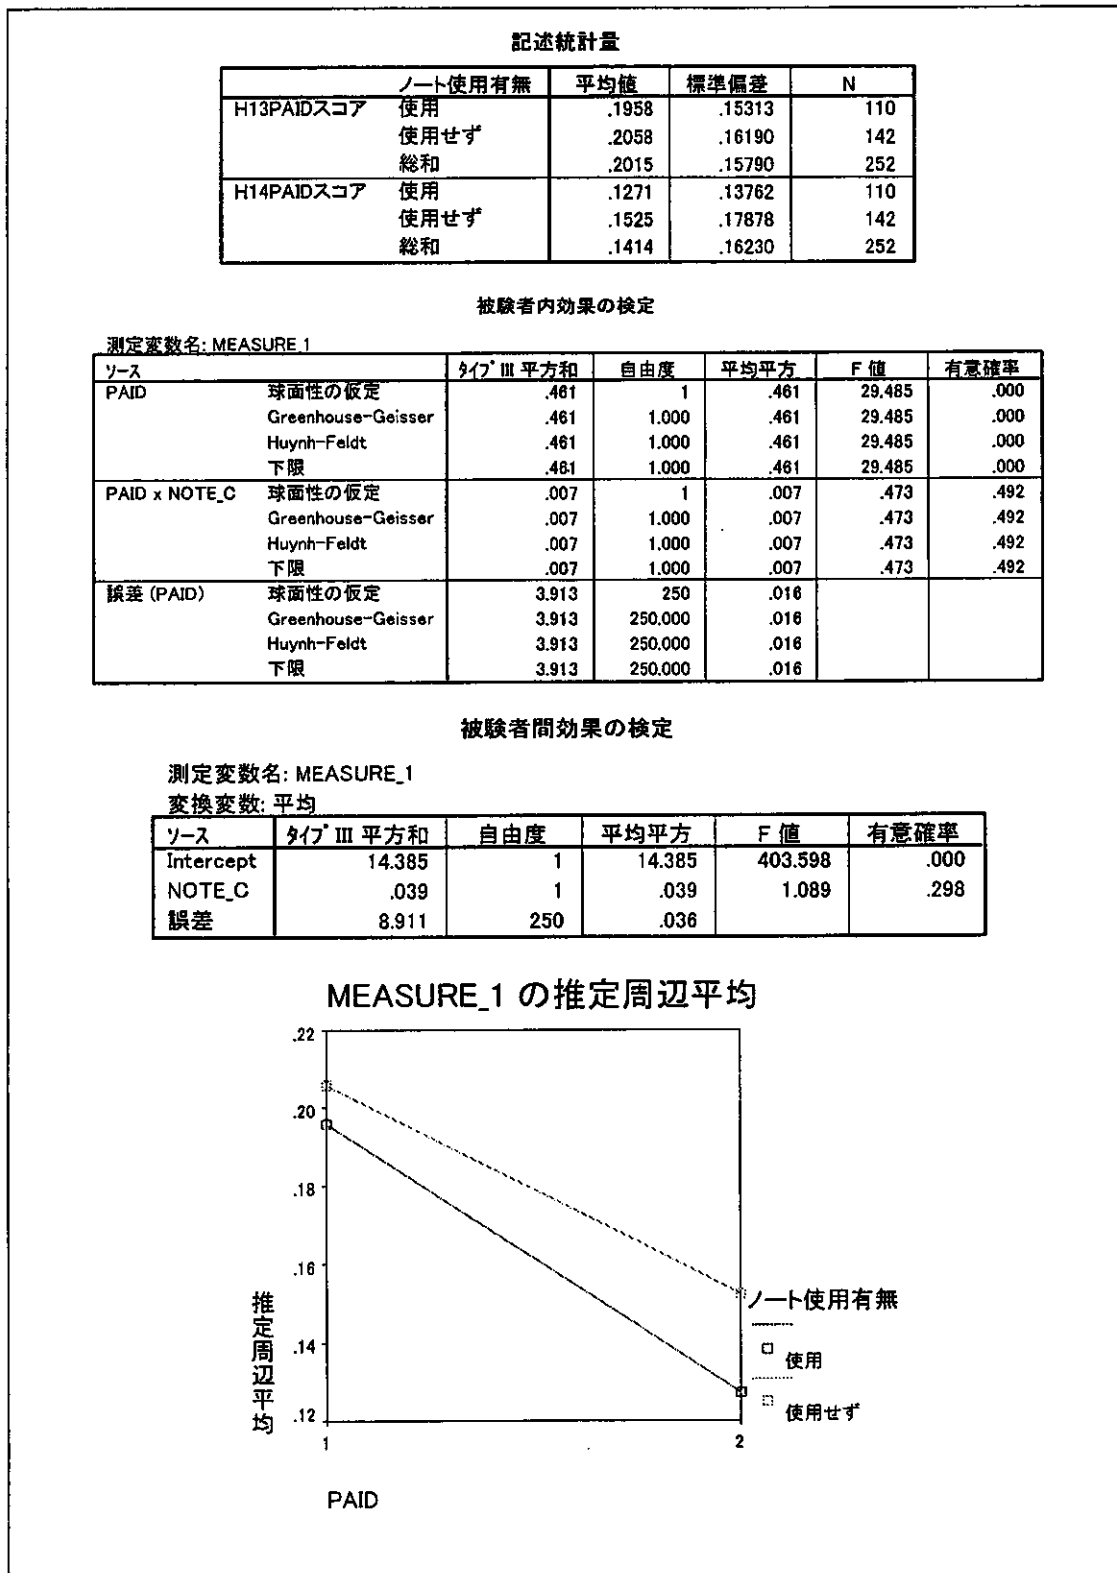 記述統計量
ノート使用有無 平均値 標準偏差 N
H13PAIDスコア 使用 .1958 .15313 110
使用せず .2058 .16190 142
総和 .2015 .15790 252
H14PAIDスコア 使用 .1271 .13762 110
使用せず .1525 .17878 142
総和 .1414 .16230 252
被験者内効果の検定
測定変数名: MEASURE_1
ソース タイプ III 平方和 自由度 平均平方 F 値 有意確率
PAID 球面性の仮定 .461 1 .461 29.485 .000
Greenhouse-Geisser .461 1.000 .461 29.485 .000
Huynh-Feldt .461 1.000 .461 29.485 .000
下限 .461 1.000 .461 29.485 .000
PAID x NOTE_C 球面性の仮定 .007 1 .007 .473 .492
Greenhouse-Geisser .007 1.000 .007 .473 .492
Huynh-Feldt .007 1.000 .007 .473 .492
下限 .007 1.000 .007 .473 .492
誤差 (PAID) 球面性の仮定 3.913 250 .016
Greenhouse-Geisser 3.913 250.000 .016
Huynh-Feldt 3.913 250.000 .016
下限 3.913 250.000 .016
被験者間効果の検定
測定変数名: MEASURE_1
変換変数: 平均
ソース タイプ III 平方和 自由度 平均平方 F 値 有意確率
Intercept 14.385 1 14.385 403.598 .000
NOTE_C .039 1 .039 1.089 .298
誤差 8.911 250 .036
MEASURE_1 の推定周辺平均
.22
.20
.18
.16
.14
.12
推定周辺平均
1 2
PAID
ノート使用有無
使用
使用せず